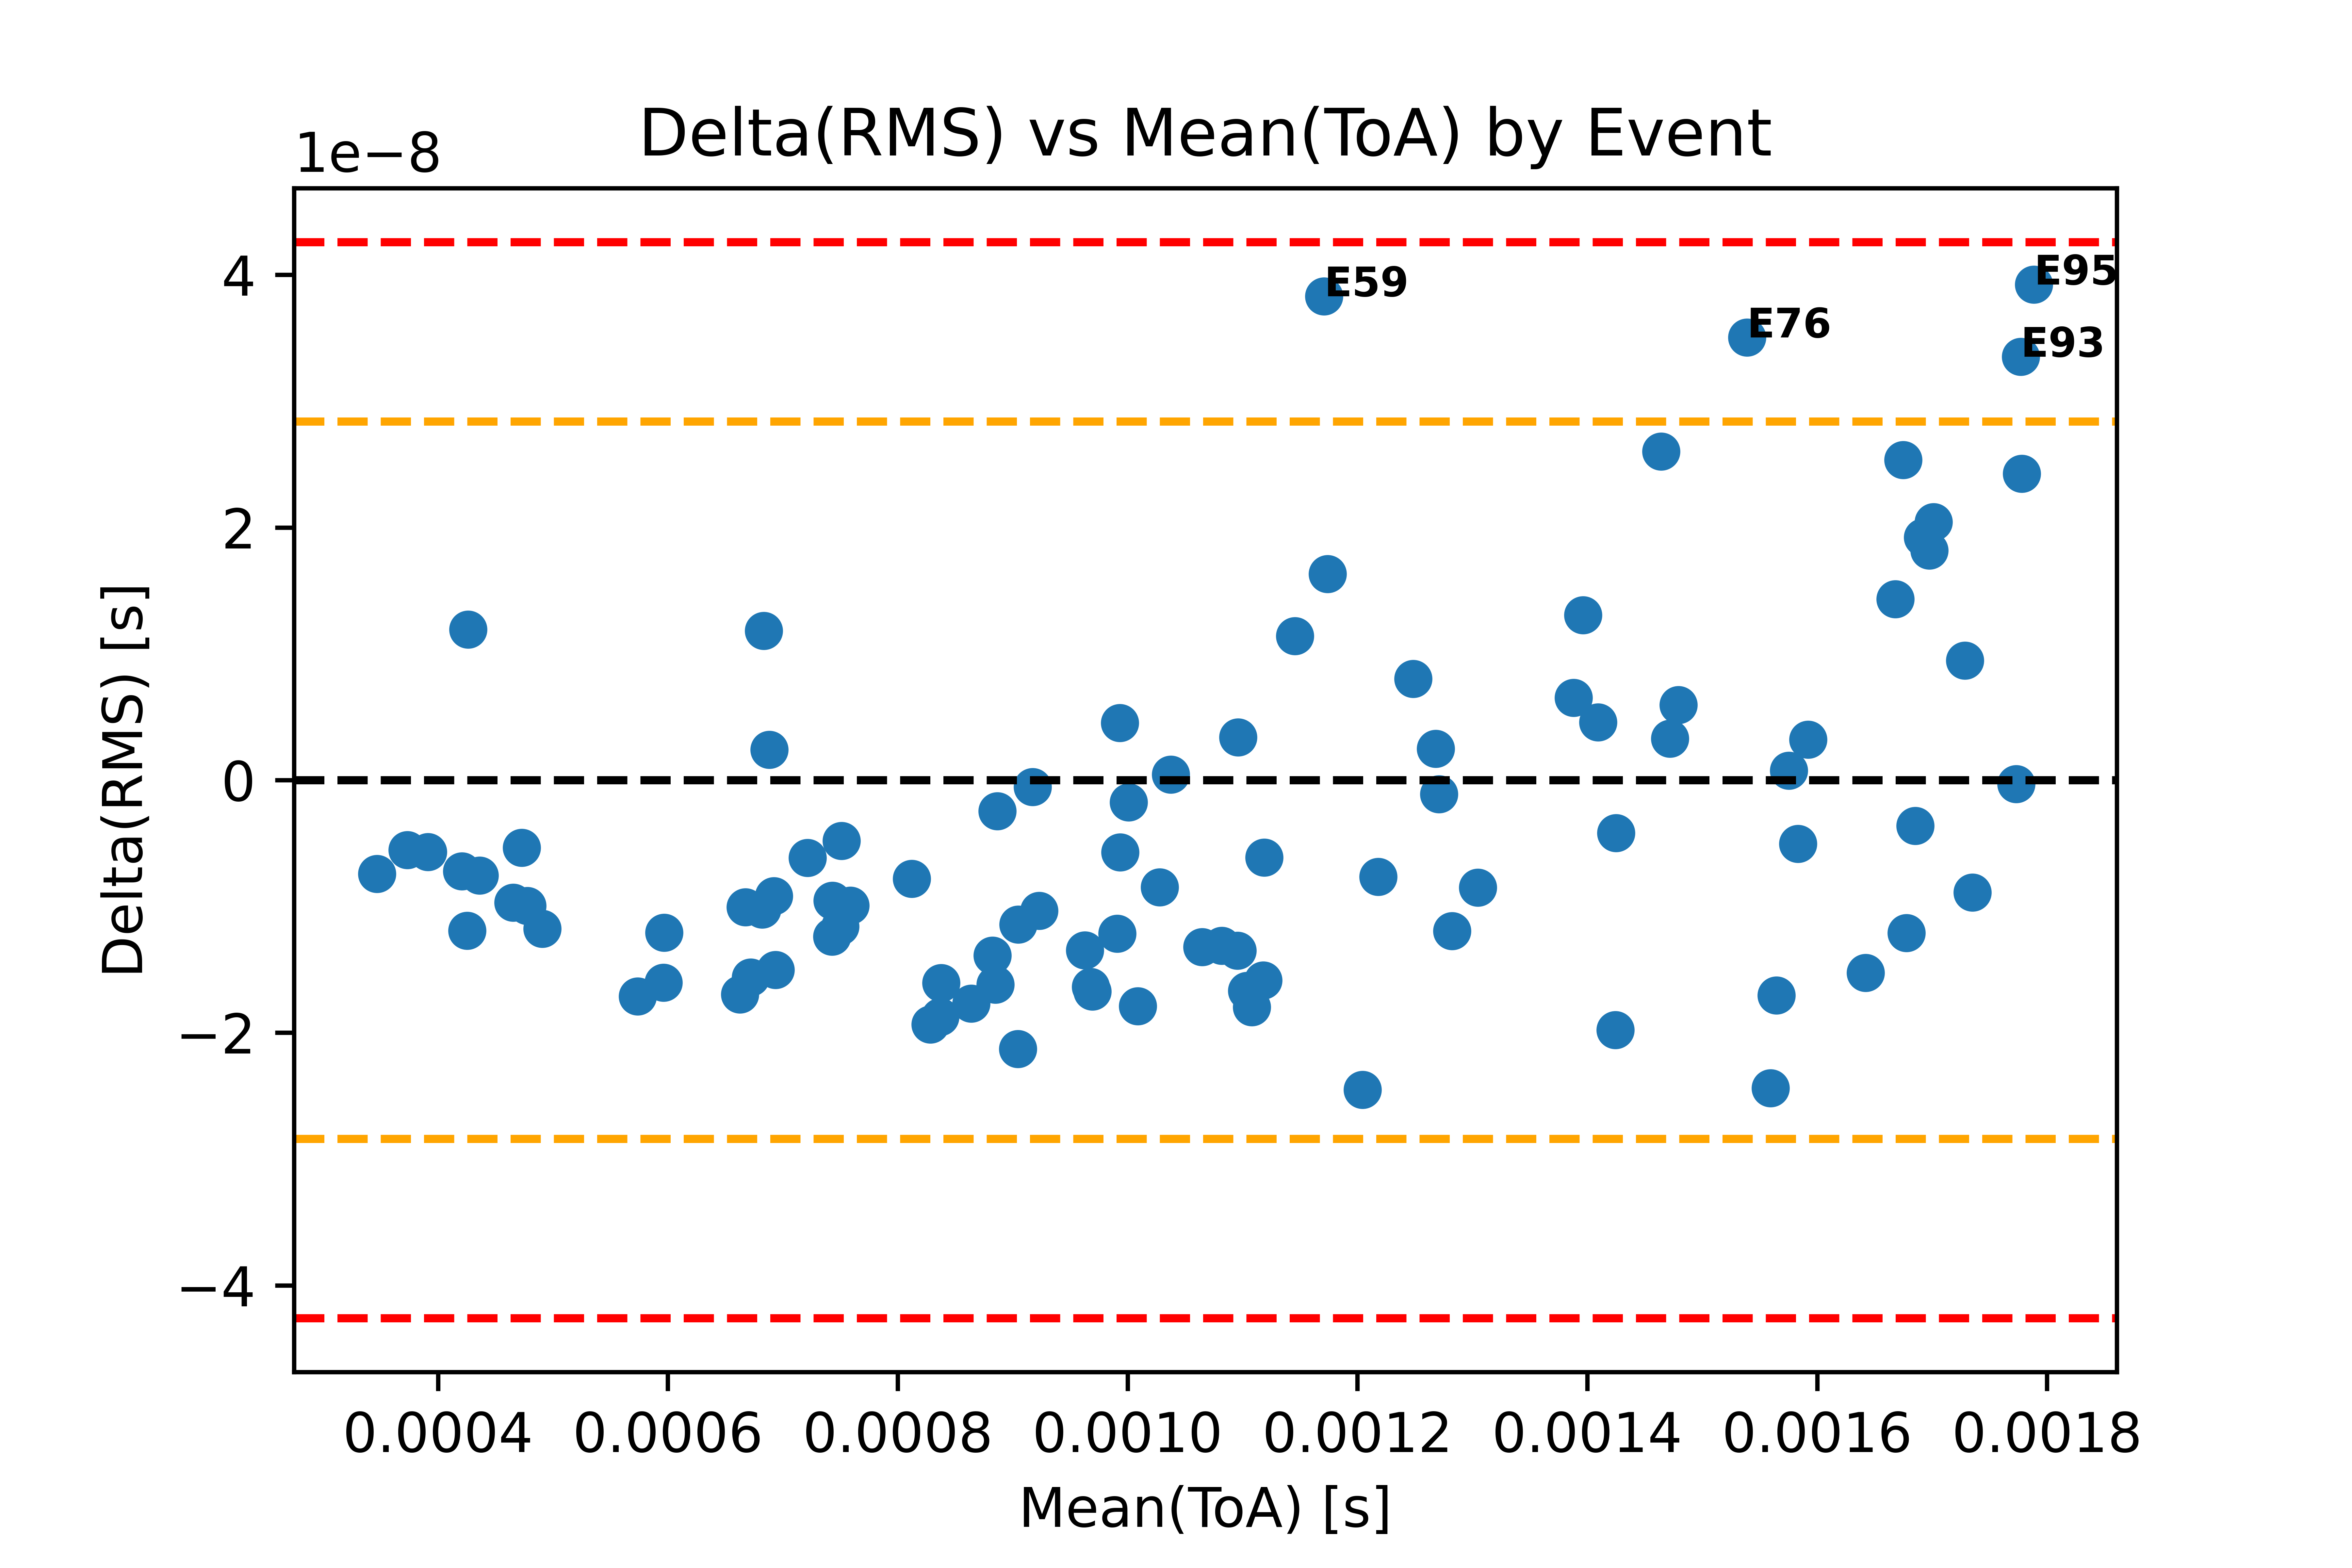 Delta(RMS) vs Mean(ToA) by Event
1e−8
4
2
0
−2
−4
Delta(RMS) [s]
E59
E95
E76
E93
0.0004 0.0006 0.0008 0.0010 0.0012 0.0014 0.0016 0.0018
Mean(ToA) [s]